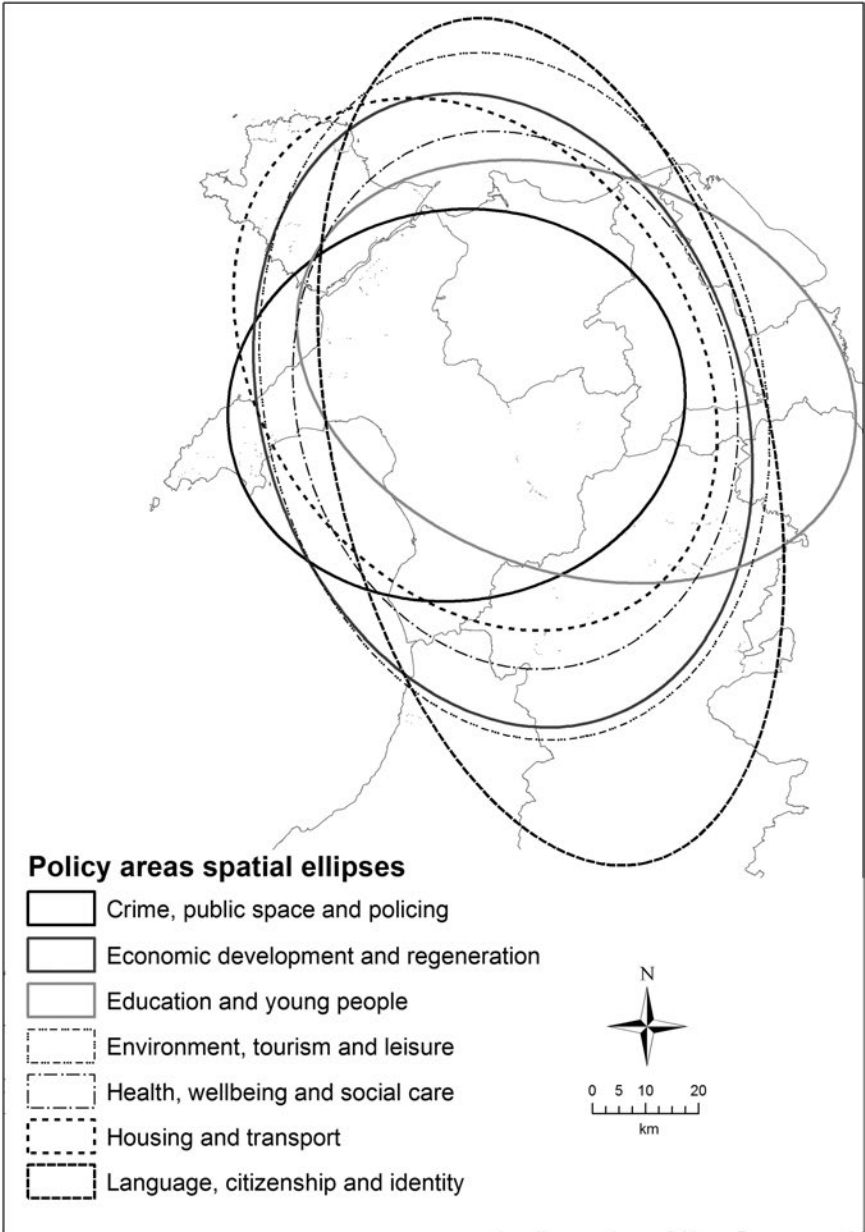 Policy areas spatial ellipses
Crime, public space and policing
Economic development and regeneration
Education and young people
Environment, tourism and leisure
Health, wellbeing and social care
Housing and transport
Language, citizenship and identity
N
0 5 10 20
km